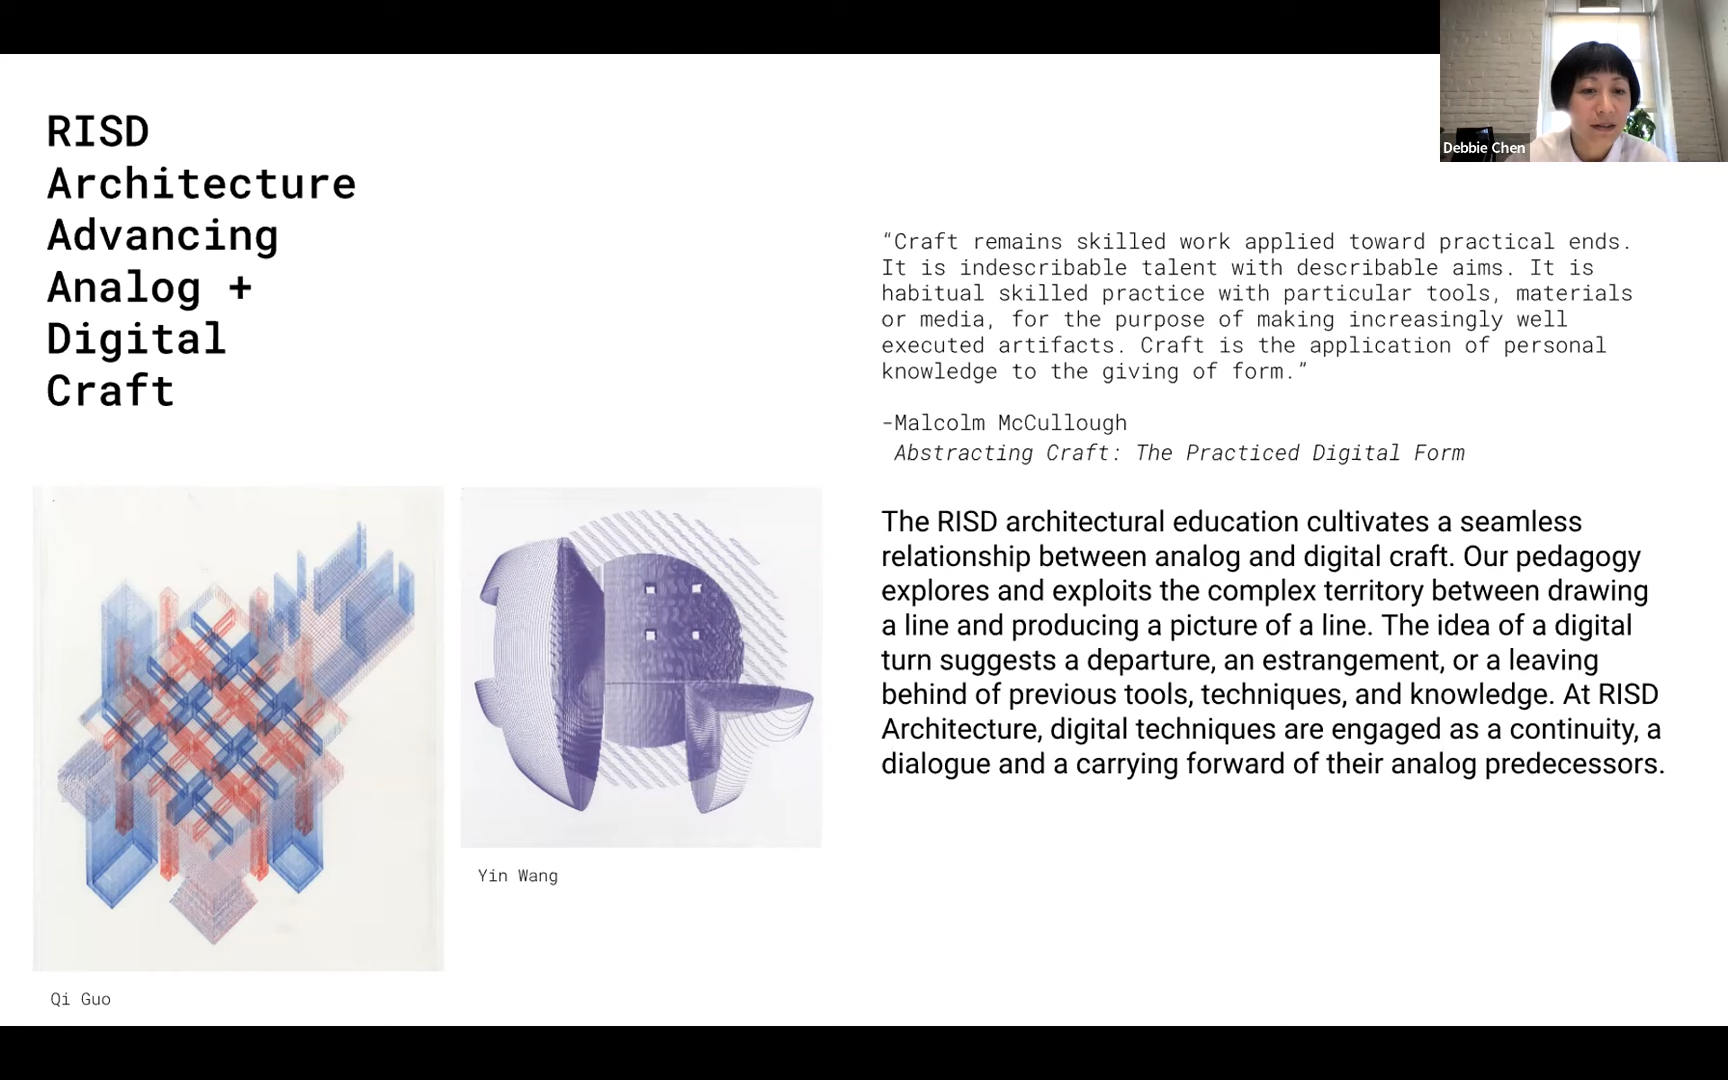 RISD
Architecture
Advancing
Analog +
Digital
Craft
Debbie Chen
“Craft remains skilled work applied toward practical ends.
It is indescribable talent with describable aims. It is
habitual skilled practice with particular tools, materials
or media, for the purpose of making increasingly well
executed artifacts. Craft is the application of personal
knowledge to the giving of form.”
-Malcolm McCullough
Abstracting Craft: The Practiced Digital Form
The RISD architectural education cultivates a seamless
relationship between analog and digital craft. Our pedagogy
explores and exploits the complex territory between drawing
a line and producing a picture of a line. The idea of a digital
turn suggests a departure, an estrangement, or a leaving
behind of previous tools, techniques, and knowledge. At RISD
Architecture, digital techniques are engaged as a continuity, a
dialogue and a carrying forward of their analog predecessors.
Yin Wang
Qi Guo